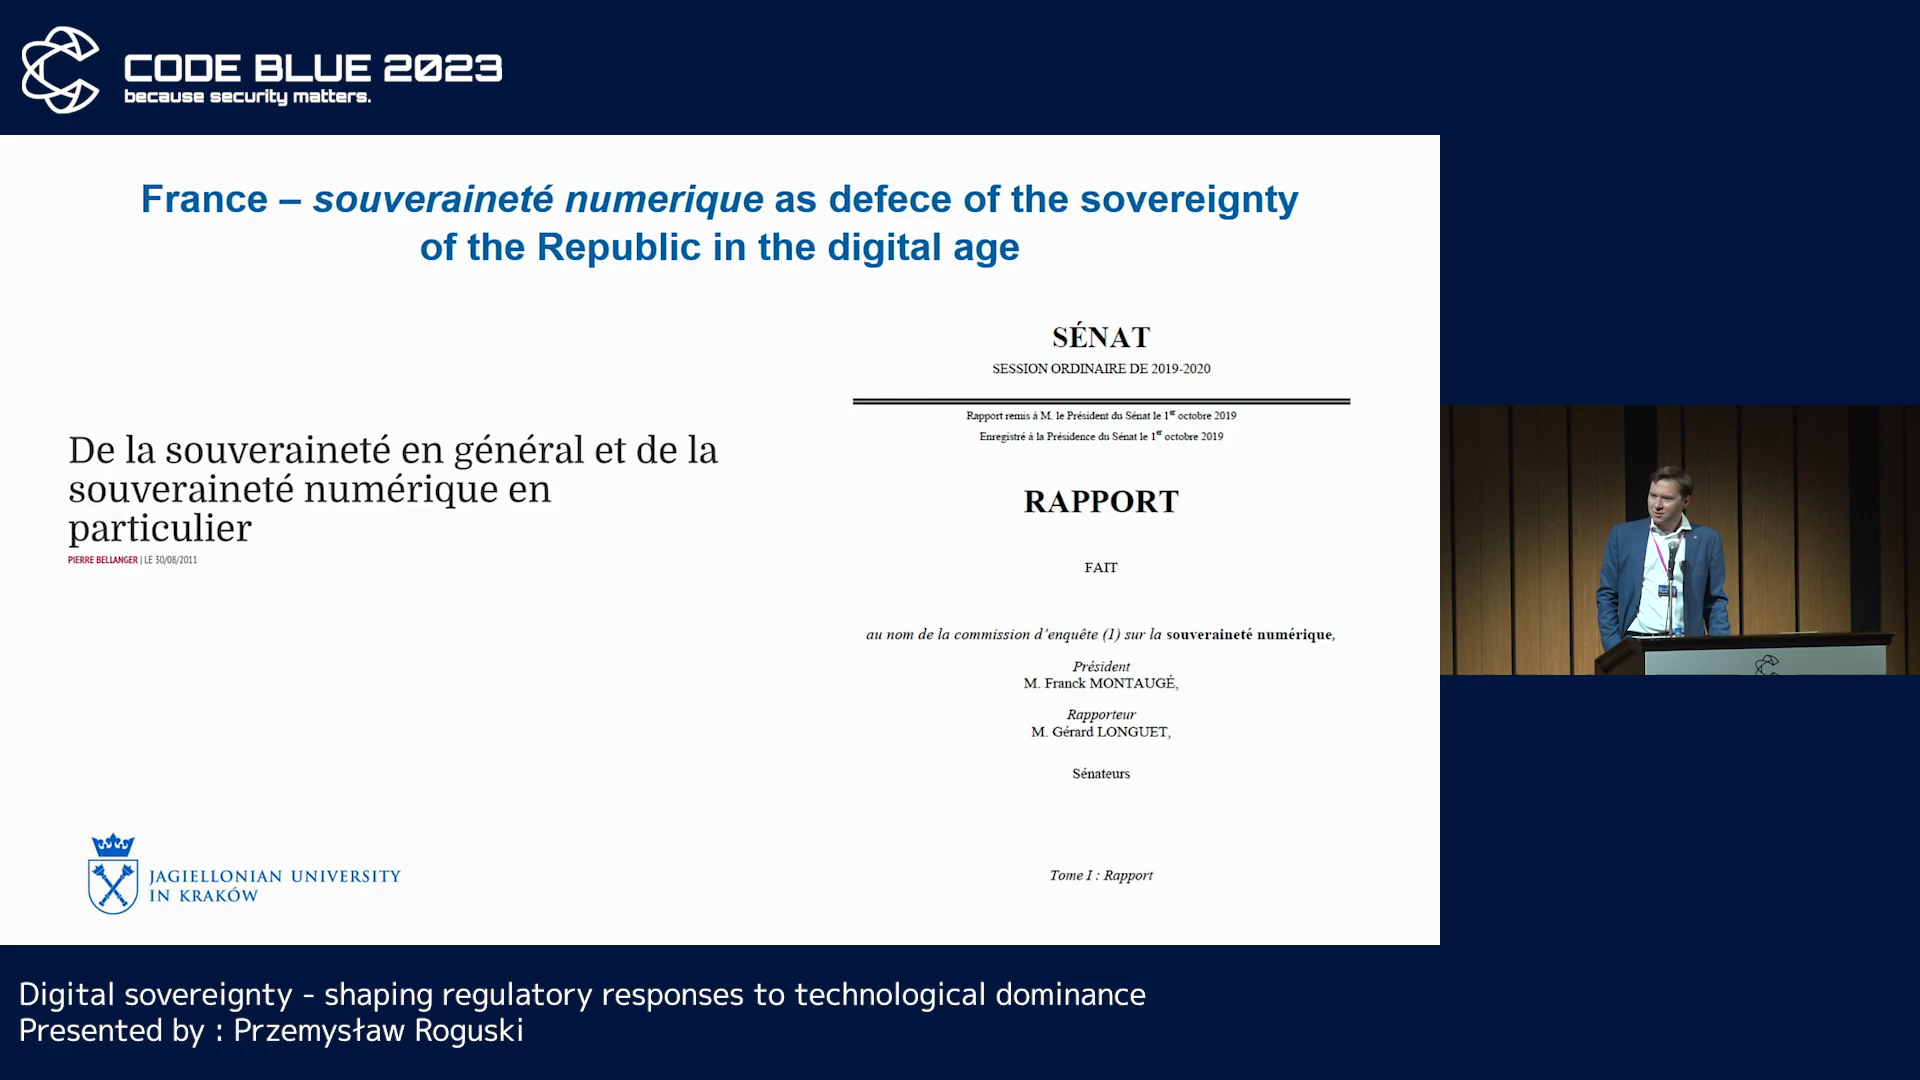 CODE BLUE 2023
because security matters.
France – souveraineté numerique as defece of the sovereignty
of the Republic in the digital age
De la souveraineté en général et de la
souveraineté numérique en
particulier
PIERRE BELLANGER | LE 30/08/2011
SÉNAT
SESSION ORDINAIRE DE 2019-2020
Rapport remis à M. le Président du Sénat le 1er octobre 2019
Enregistré à la Présidence du Sénat le 1er octobre 2019
RAPPORT
FAIT
au nom de la commission d'enquête (1) sur la souveraineté numérique,
Président
M. Franck MONTAUGÉ,
Rapporteur
M. Gérard LONGUET,
Sénateurs
Tome I : Rapport
JAGIELLONIAN UNIVERSITY
IN KRAKÓW
Digital sovereignty - shaping regulatory responses to technological dominance
Presented by : Przemysław Roguski